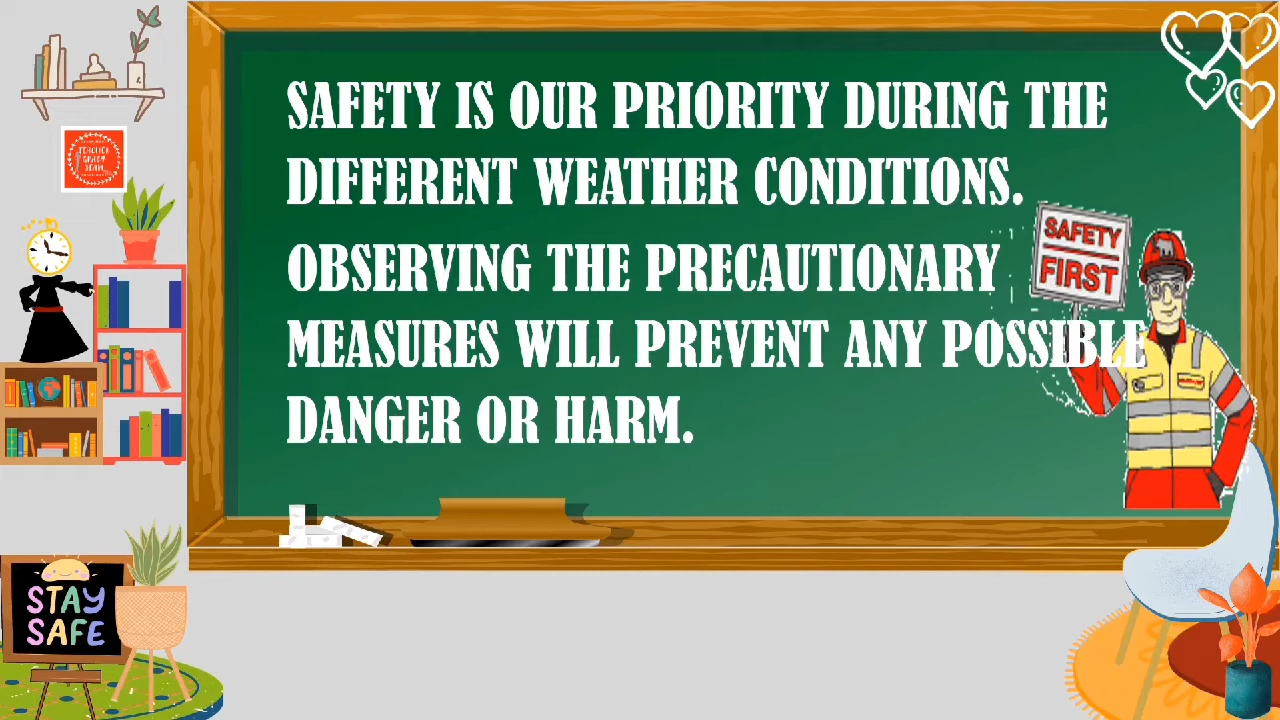 SAFETY IS OUR PRIORITY DURING THE
DIFFERENT WEATHER CONDITIONS.
OBSERVING THE PRECAUTIONARY
MEASURES WILL PREVENT ANY POSSIBLE
DANGER OR HARM.
SAFETY
FIRST
STAY
SAFE